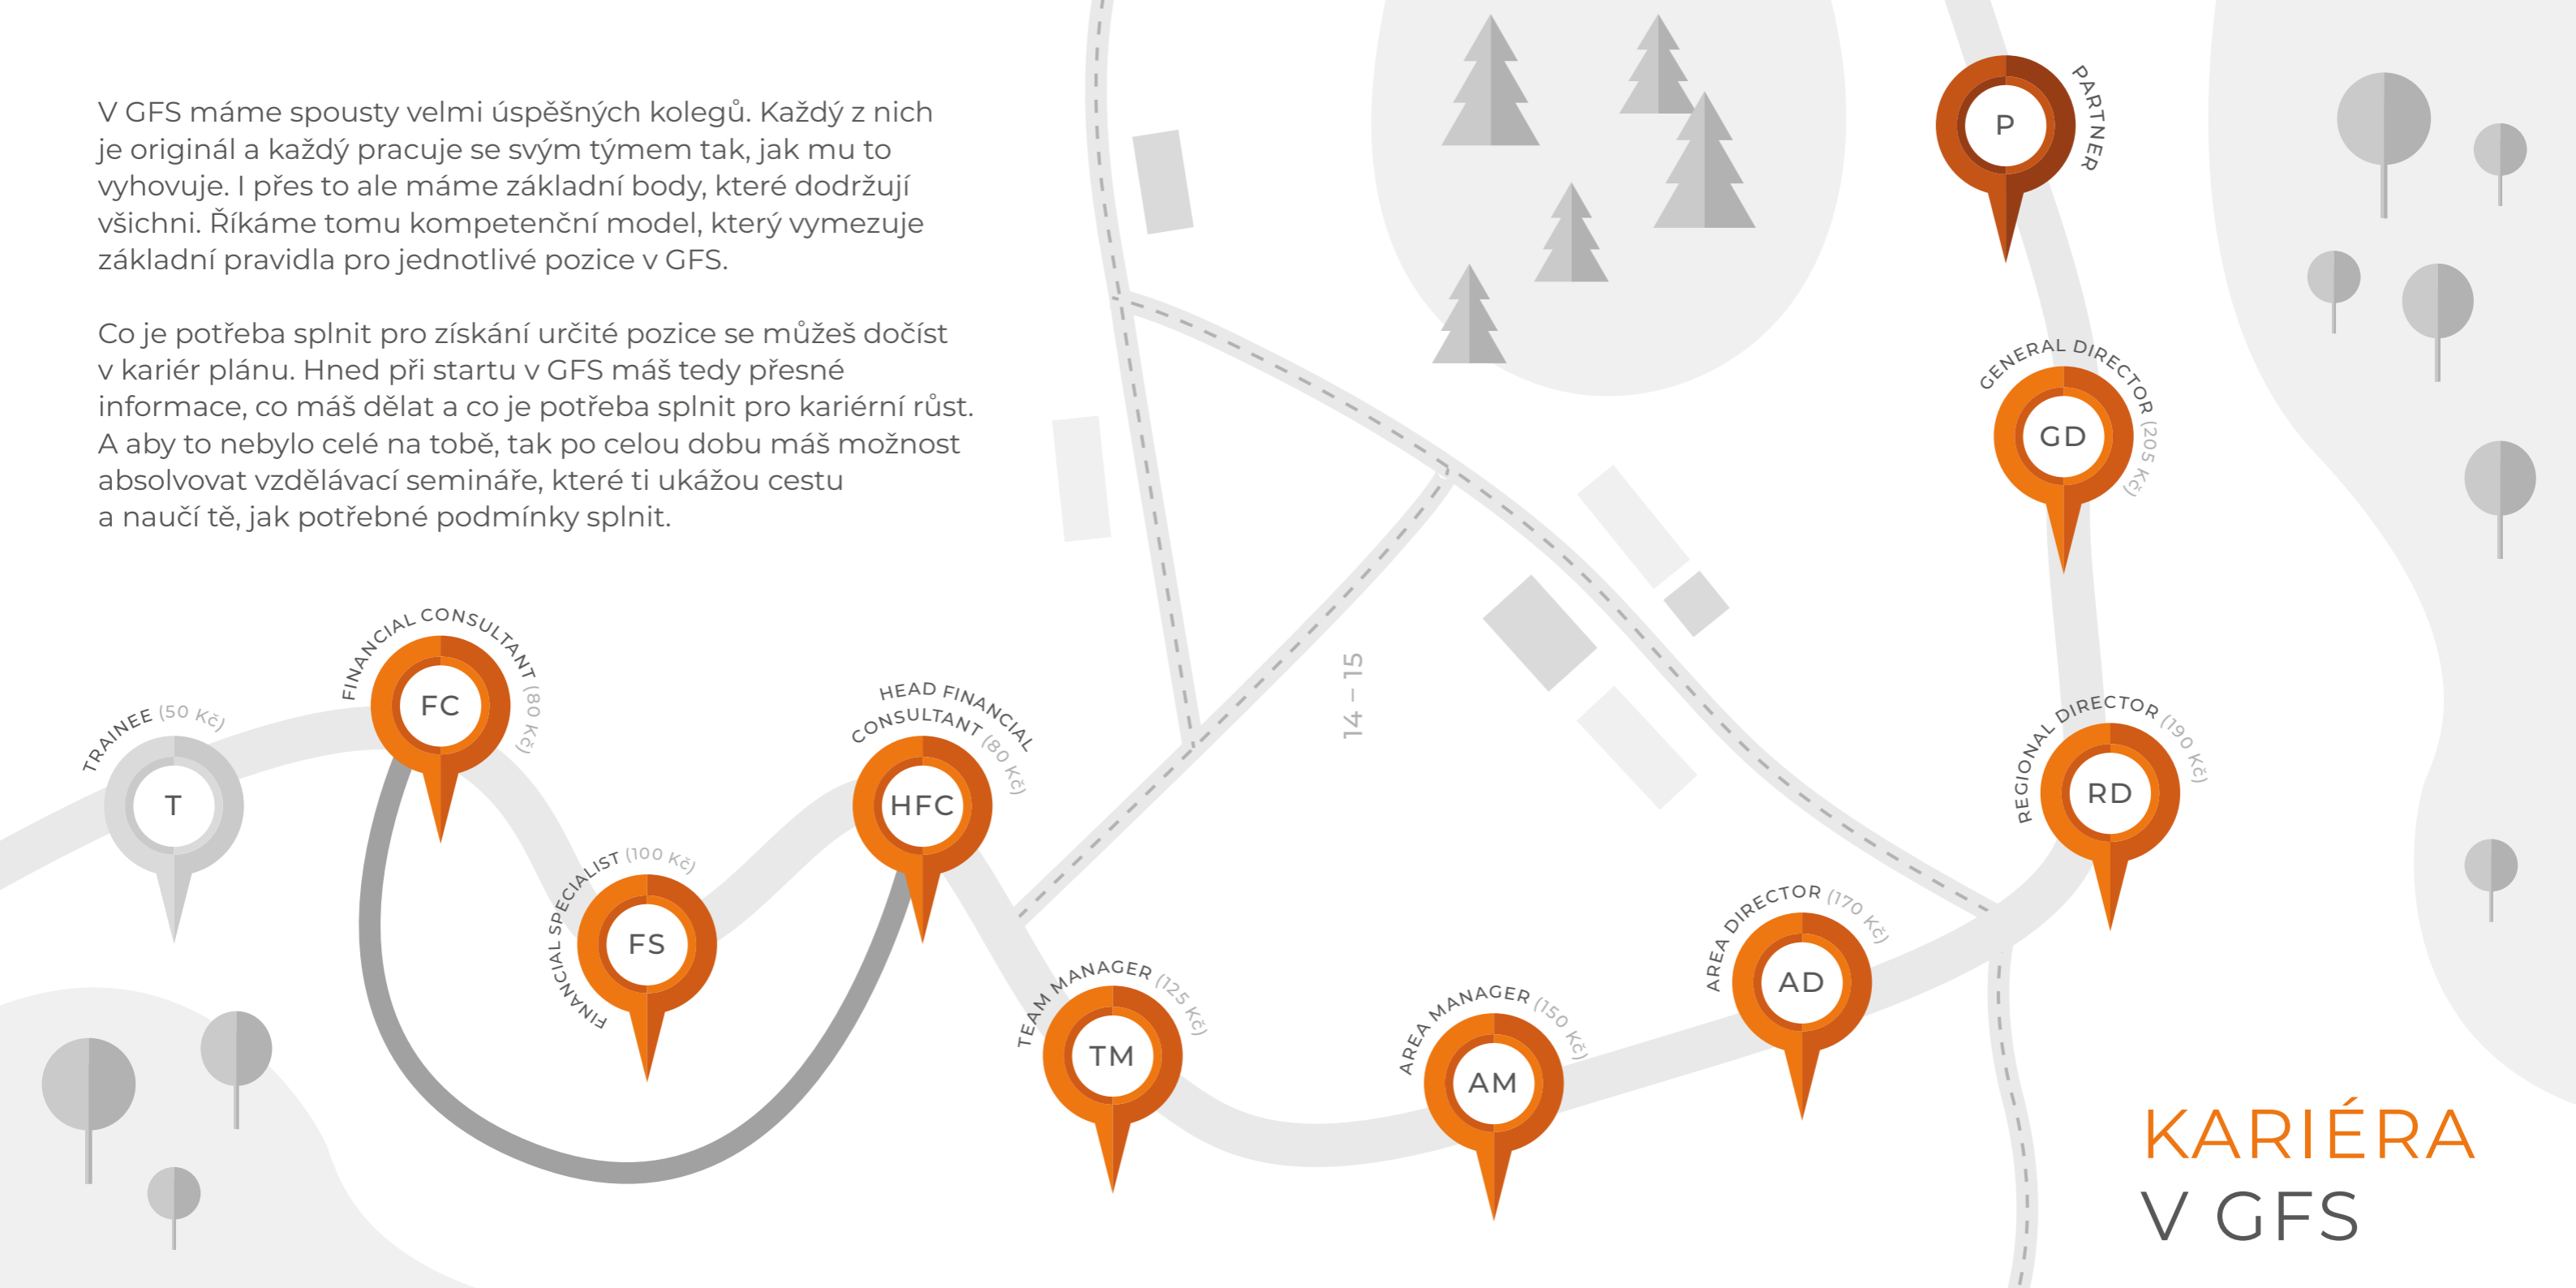 V GFS máme spousty velmi úspěšných kolegů. Každý z nich
je originál a každý pracuje se svým týmem tak, jak mu to
vyhovuje. I přes to ale máme základní body, které dodržují
všichni. Říkáme tomu kompetenční model, který vymezuje
základní pravidla pro jednotlivé pozice v GFS.
Co je potřeba splnit pro získání určité pozice se můžeš dočíst
v kariér plánu. Hned při startu v GFS máš tedy přesné
informace, co máš dělat a co je potřeba splnit pro kariérní růst.
A aby to nebylo celé na tobě, tak po celou dobu máš možnost
absolvovat vzdělávací semináře, které ti ukážou cestu
a naučí tě, jak potřebné podmínky splnit.
TRAINEE (50 Kč)
T
FINANCIAL CONSULTANT (80 Kč)
FC
FINANCIAL SPECIALIST (100 Kč)
FS
HEAD FINANCIAL
CONSULTANT (80 Kč)
HFC
TEAM MANAGER (125 Kč)
TM
AREA MANAGER (150 Kč)
AM
AREA DIRECTOR (170 Kč)
AD
REGIONAL DIRECTOR (190 Kč)
RD
GENERAL DIRECTOR (205 Kč)
GD
PARTNER
P
14 – 15
KARIÉRA
V GFS